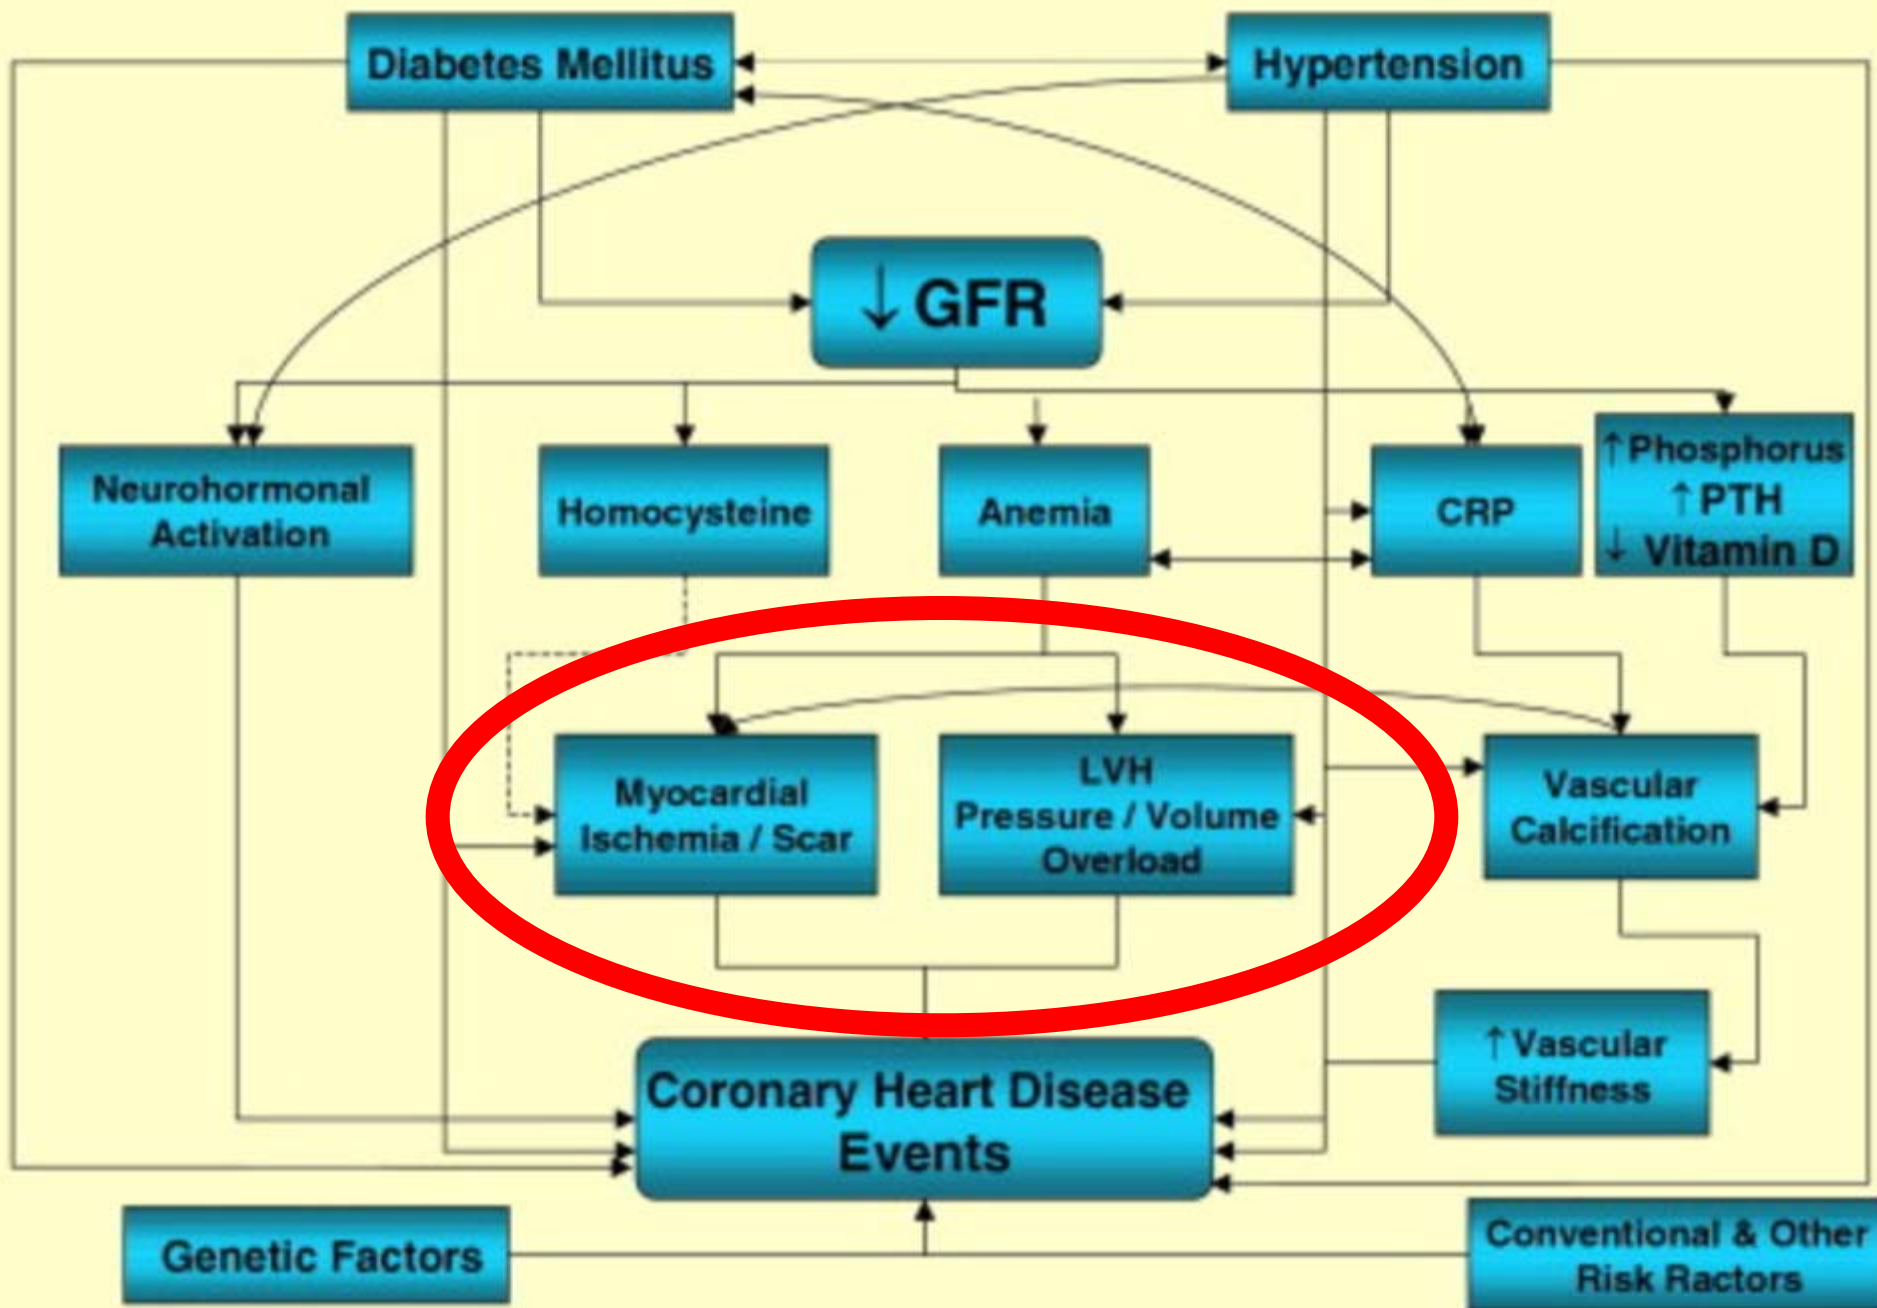 Diabetes Mellitus
Hypertension
↓ GFR
Neurohormonal
Activation
Homocysteine
Anemia
CRP
↑Phosphorus
↑PTH
↓ Vitamin D
Myocardial
Ischemia / Scar
LVH
Pressure / Volume
Overload
Vascular
Calcification
↑Vascular
Stiffness
Coronary Heart Disease
Events
Genetic Factors
Conventional & Other
Risk Ractors